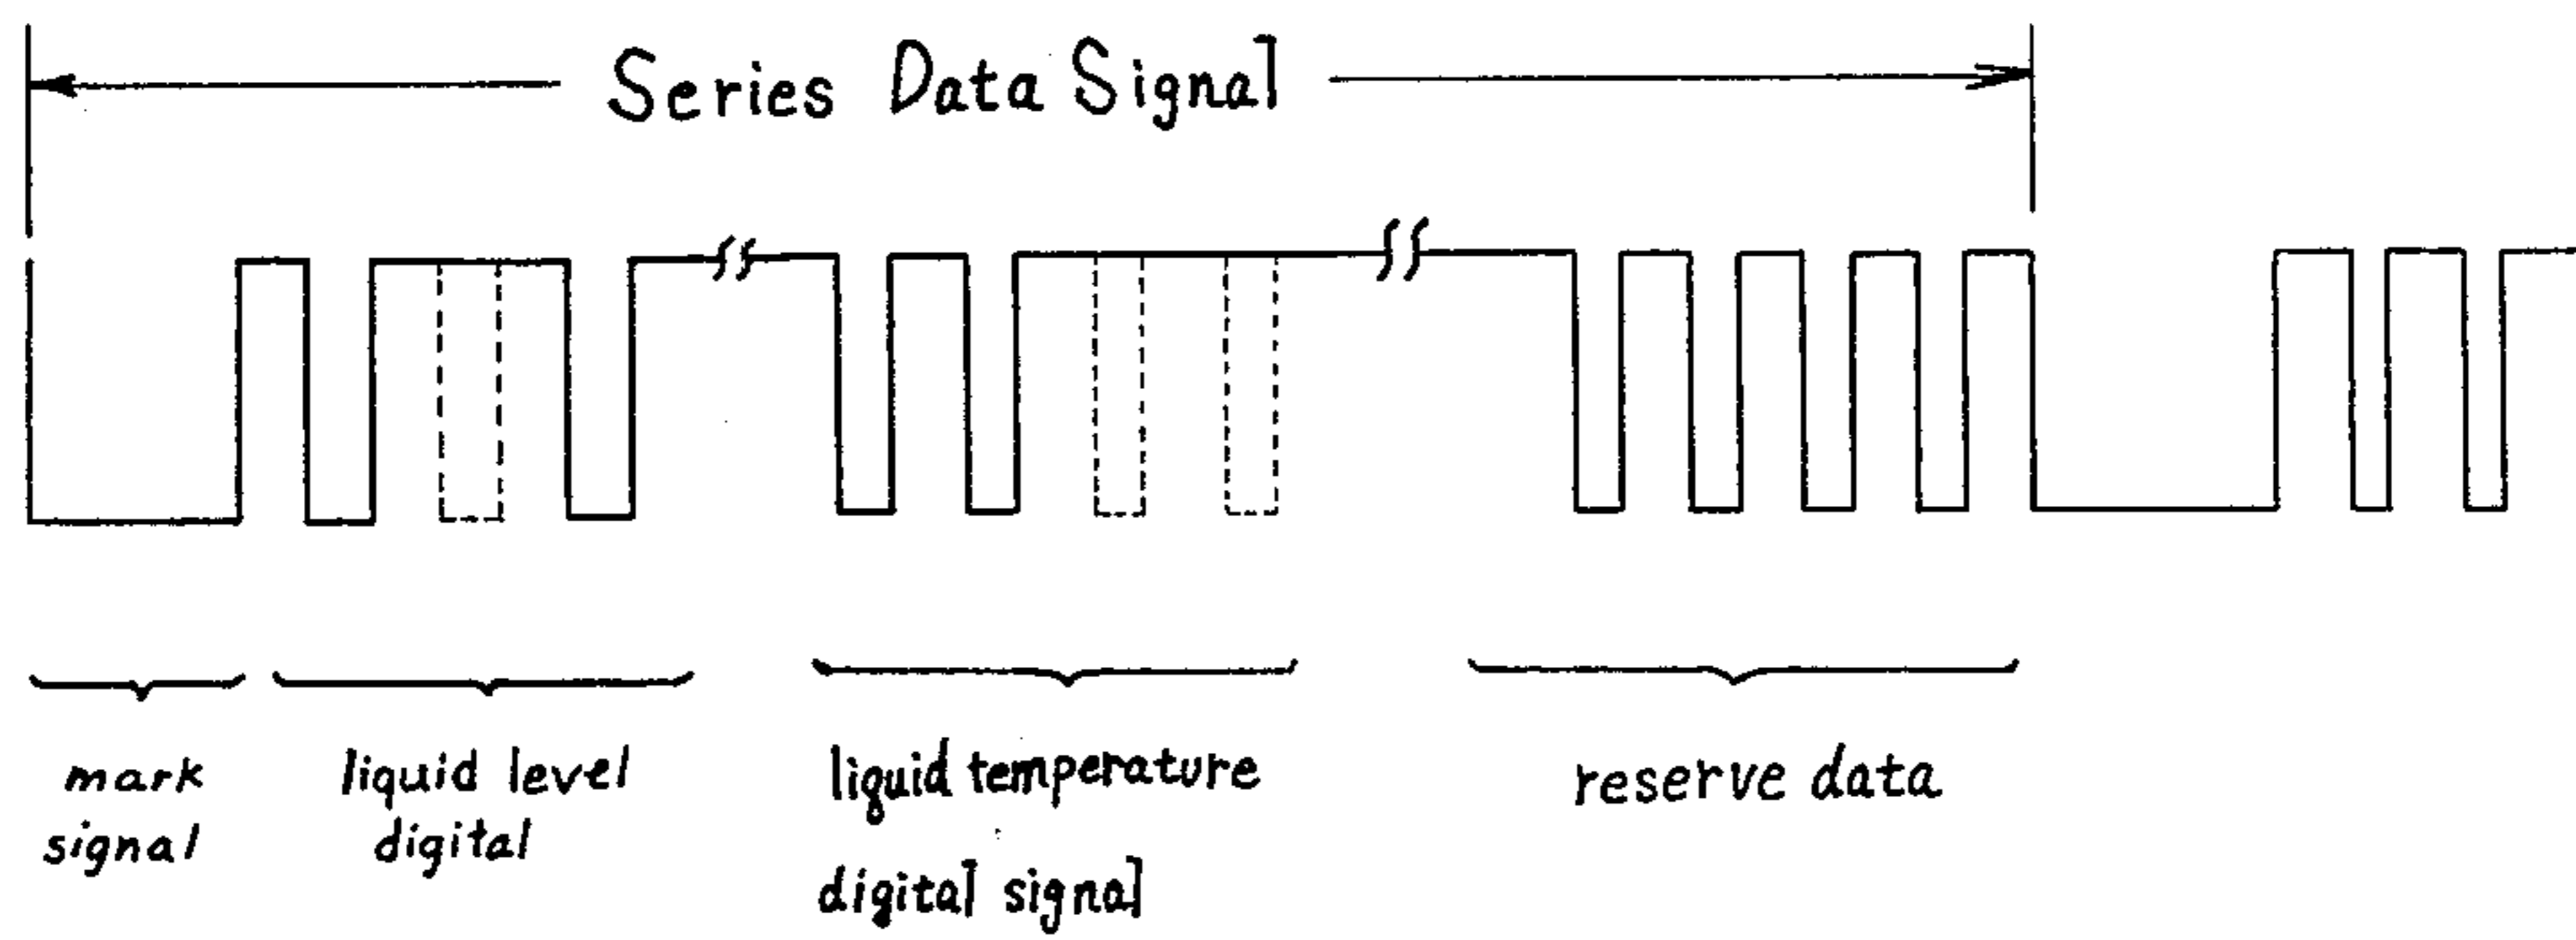 Series Data Signal
mark
signal
liquid level
digital
liquid temperature
digital signal
reserve data